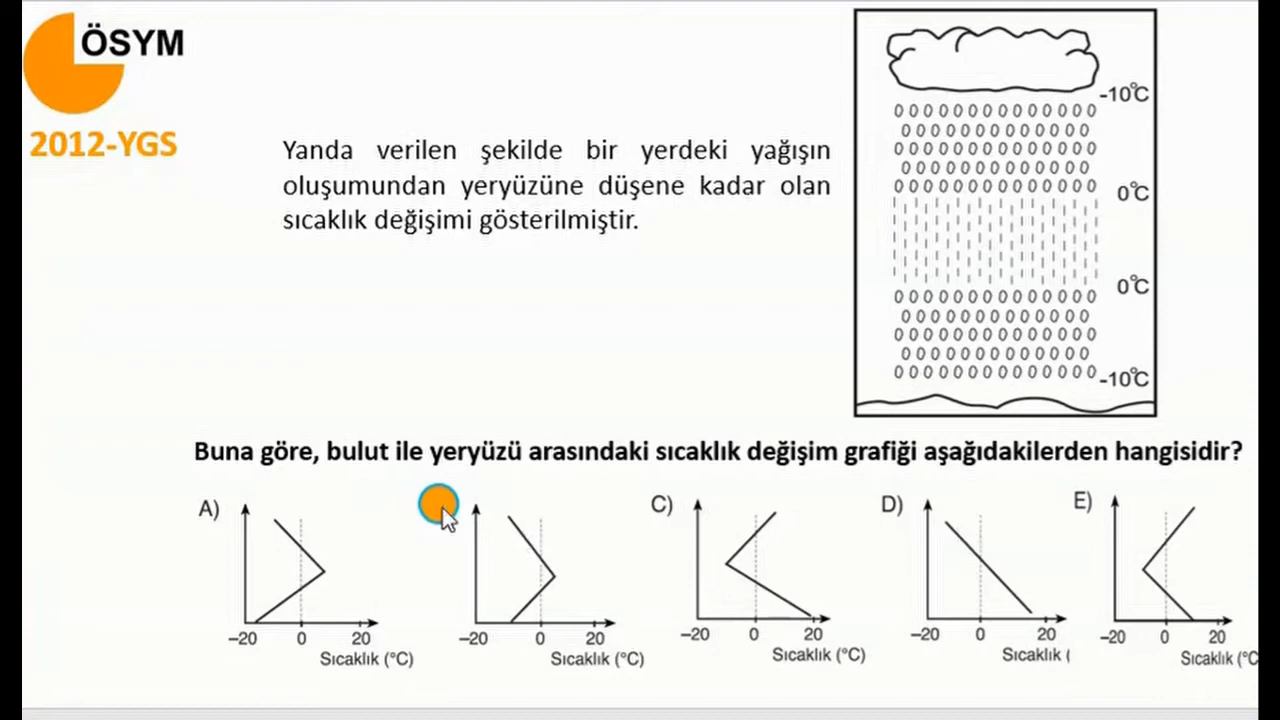 ÖSYM
2012-YGS
Yanda verilen şekilde bir yerdeki yağışın
oluşumundan yeryüzüne düşene kadar olan
sıcaklık değişimi gösterilmiştir.
-10°C
0°C
0°C
-10°C
Buna göre, bulut ile yeryüzü arasındaki sıcaklık değişim grafiği aşağıdakilerden hangisidir?
A)
–20 0 20
Sıcaklık (°C)
–20 0 20
Sıcaklık (°C)
C)
–20 0 20
Sıcaklık (°C)
D)
–20 0 20
Sıcaklık (
E)
–20 0 20
Sıcaklık (°C